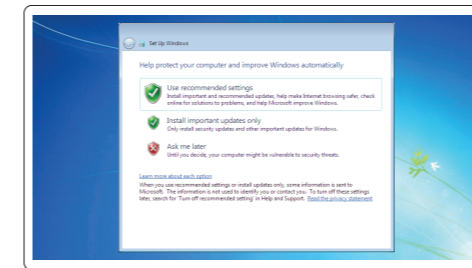 Set Up Windows
Help protect your computer and improve Windows automatically
Use recommended settings
Install important and recommended updates, help make Internet browsing safer, check
online for solutions to problems, and help Microsoft improve Windows.
Install important updates only
Only install security updates and other important updates for Windows.
Ask me later
Until you decide, your computer might be vulnerable to security threats.
Learn more about each option
When you use recommended settings or install updates only, some information is sent to
Microsoft. The information is not used to identify you or contact you. To turn off these settings
later, search for 'Turn off recommended setting' in Help and Support. Read the privacy statement